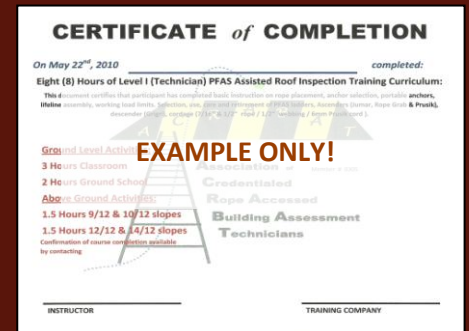 CERTIFICATE of COMPLETION
On May 22nd, 2010 completed:
Eight (8) Hours of Level I (Technician) PFAS Assisted Roof Inspection Training Curriculum:
This document certifies that participant has completed basic instruction on rope placement, anchor selection, portable anchors,
lifeline assembly, working load limits. Selection, use, care and retirement of PFAS ladders, Ascenders (Jumar, Rope Grab & Prusik),
descender
EXAMPLE ONLY!
Ground Level Activities:
3 Hours Classroom
2 Hours Ground School
Above Ground Activities:
1.5 Hours 9/12 & 10/12 slopes
1.5 Hours 12/12 & 14/12 slopes
Confirmation of course completion available
by contacting
Association of
Credentialed
Rope Accessed
Building Assessment
Technicians
INSTRUCTOR
TRAINING COMPANY